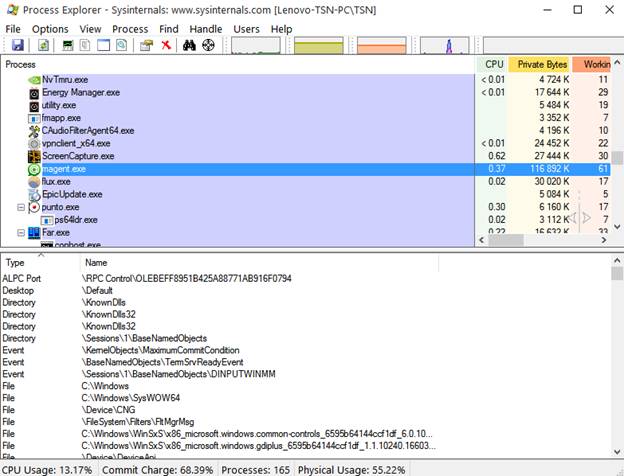 Process Explorer - Sysinternals: www.sysinternals.com [Lenovo-TSN-PC\TSN]
File Options View Process Find Handle Users Help
Process CPU Private Bytes Workin
NvTmru.exe < 0.01 4 724 K 11
Energy Manager.exe < 0.01 17 644 K 29
utility.exe 5 484 K 19
fmapp.exe 3 352 K 7
CAudioFilterAgent64.exe 4 196 K 10
vpnclient_x64.exe < 0.01 24 452 K 22
ScreenCapture.exe 0.62 27 444 K 30
magent.exe 0.37 116 892 K 61
flux.exe 0.02 30 020 K 17
EpicUpdate.exe 5 084 K 5
punto.exe 0.30 6 160 K 17
ps64ldr.exe 0.02 3 112 K 7
Far.exe 0.22 16 632 K 33
conhost.exe
Type Name
ALPC Port \RPC Control\OLEBEFF8951B425A88771AB916F0794
Desktop \Default
Directory \KnownDlls
Directory \KnownDlls32
Directory \KnownDlls32
Directory \Sessions\1\BaseNamedObjects
Event \KernelObjects\MaximumCommitCondition
Event \BaseNamedObjects\TermSrvReadyEvent
Event \Sessions\1\BaseNamedObjects\DINPUTWINMM
File C:\Windows
File C:\Windows\SysWOW64
File \Device\CNG
File \FileSystem\Filters\FltMgrMsg
File C:\Windows\WinSxS\x86_microsoft.windows.common-controls_6595b64144ccf1df_6.0.10...
File C:\Windows\WinSxS\x86_microsoft.windows.gdiplus_6595b64144ccf1df_1.1.10240.16603...
File \Device\DeviceApi
CPU Usage: 13.17% Commit Charge: 68.39% Processes: 165 Physical Usage: 55.22%